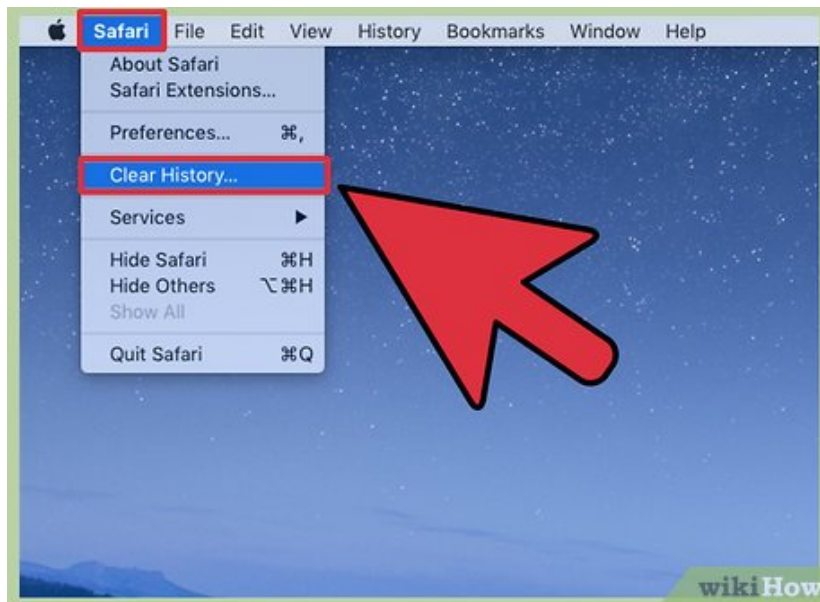 Safari File Edit View History Bookmarks Window Help
About Safari
Safari Extensions...
Preferences... ⌘,
Clear History...
Services ▶
Hide Safari ⌘H
Hide Others ⌥⌘H
Show All
Quit Safari ⌘Q
wikiHow